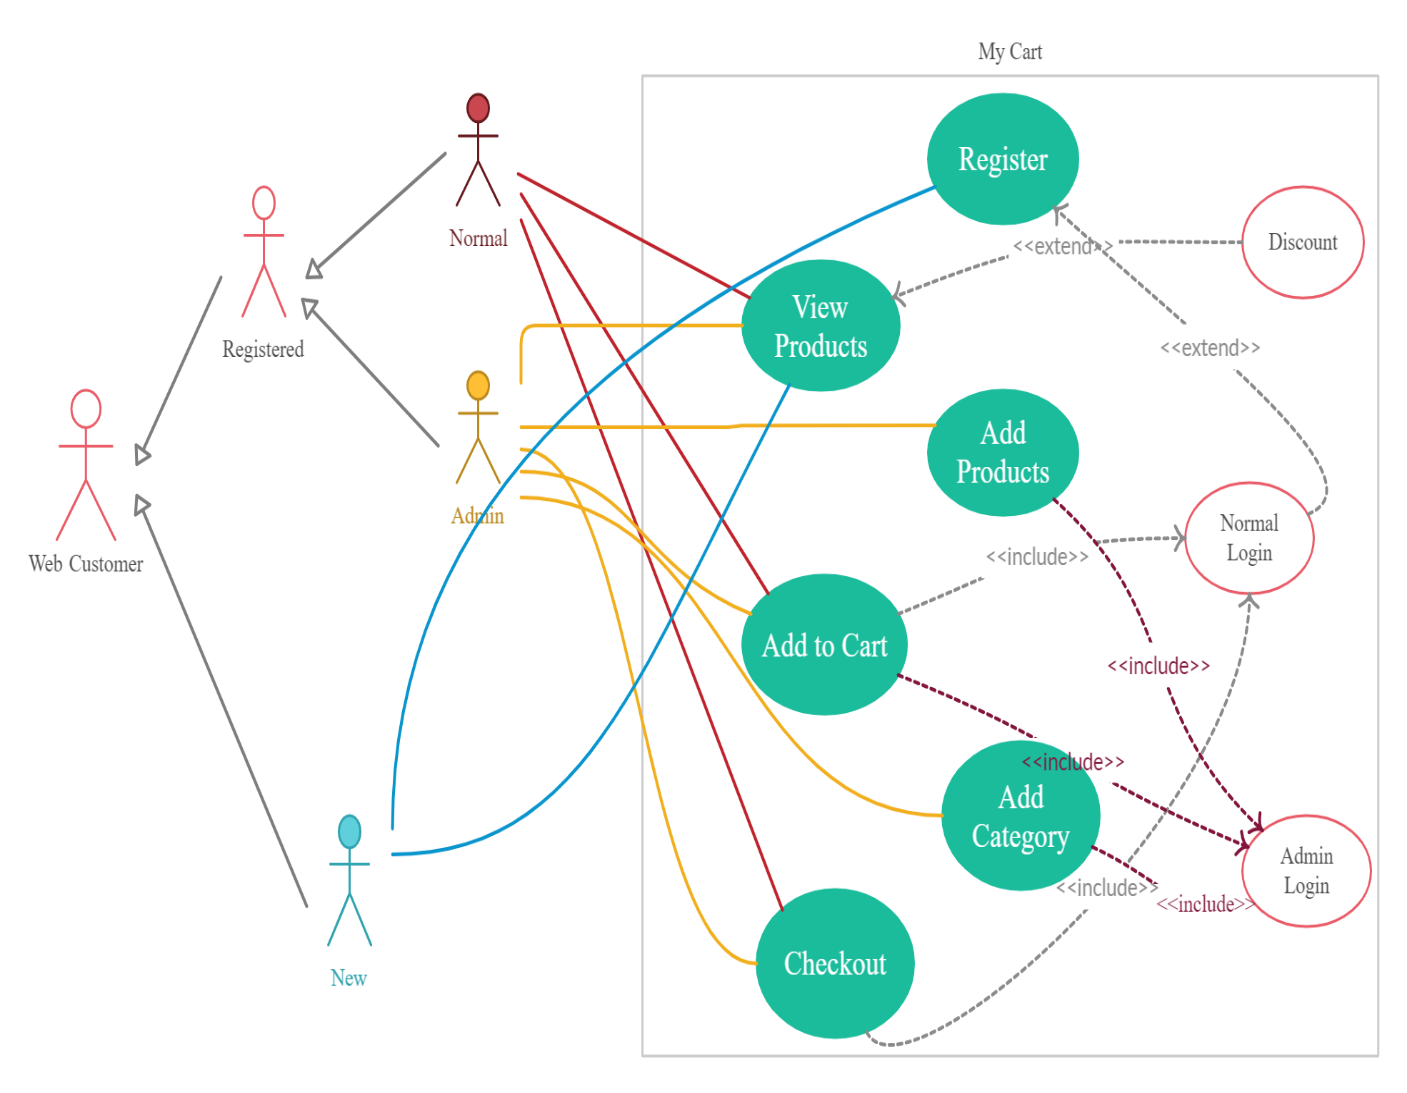 My Cart
Register
Normal
Discount
<<extend>>
View
Products
Registered
<<extend>>
Add
Products
Admin
Normal
Login
Web Customer
<<include>>
Add to Cart
<<include>>
<<include>>
Add
Category
Admin
Login
<<include>>
<<include>>
Checkout
New